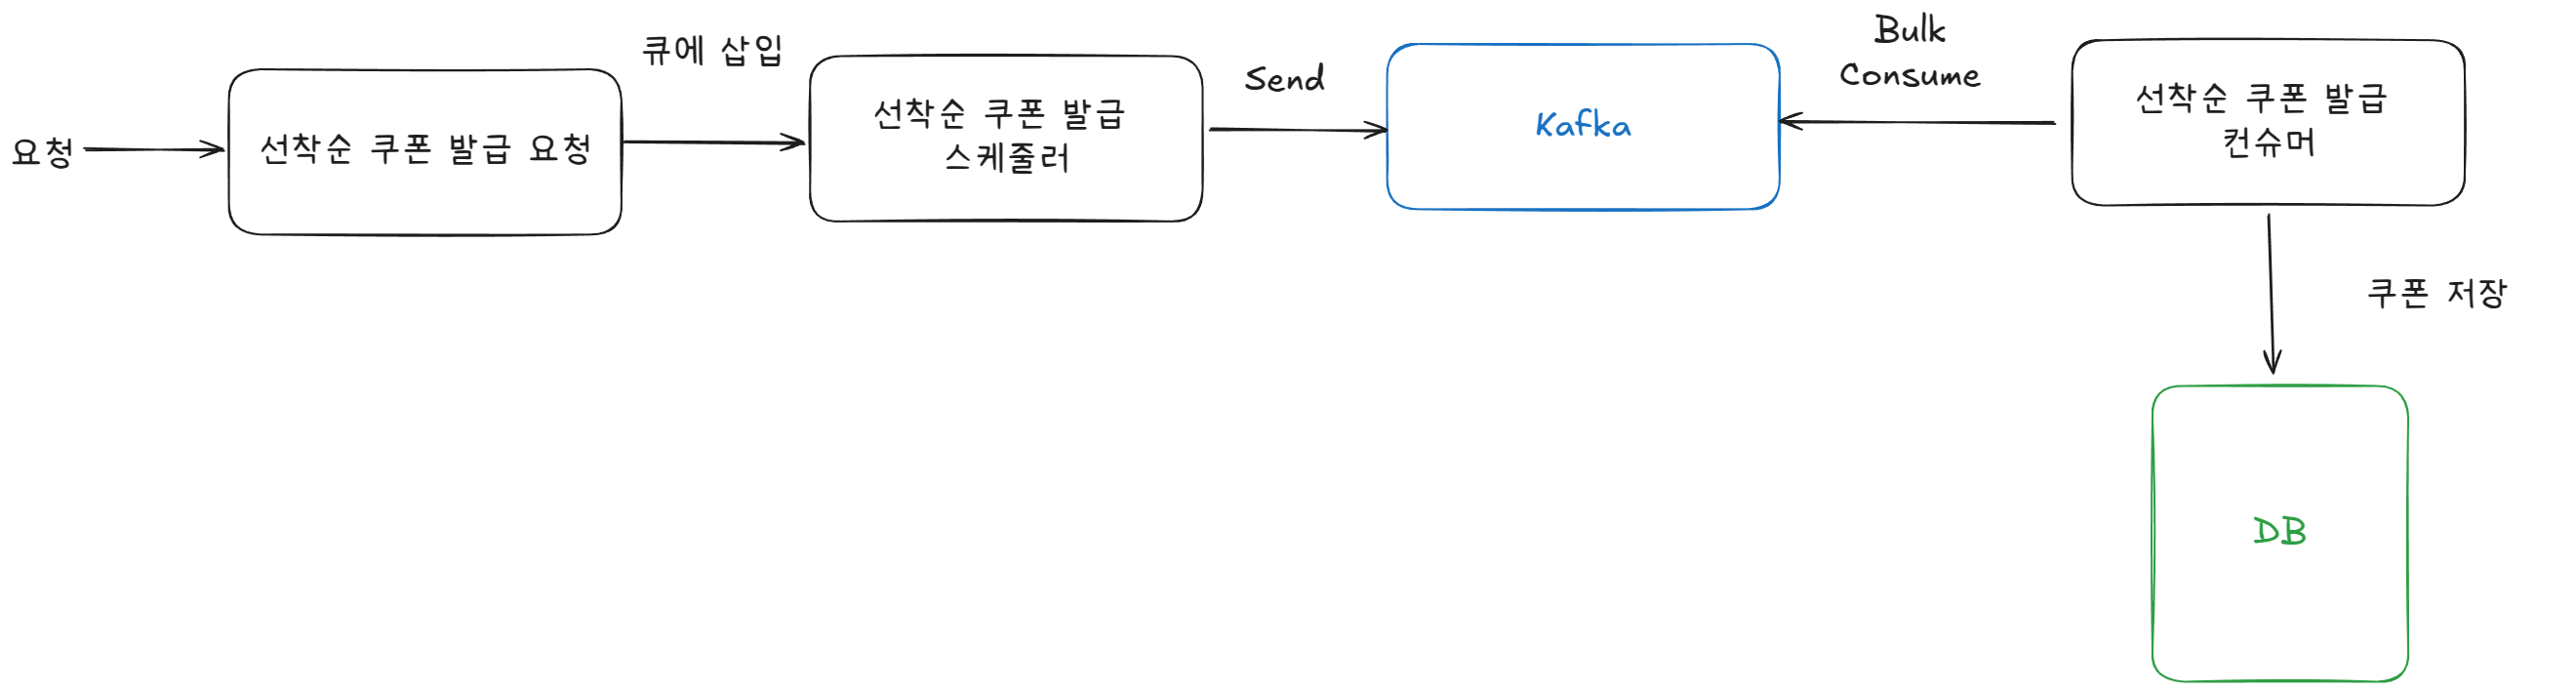 요청
선착순 쿠폰 발급 요청
큐에 삽입
선착순 쿠폰 발급
스케줄러
Send
Kafka
Bulk
Consume
선착순 쿠폰 발급
컨슈머
쿠폰 저장
DB